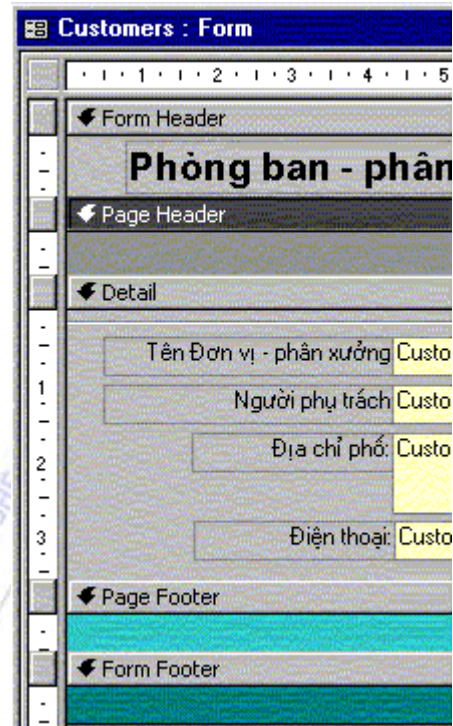 Customers : Form
1 2 3 4 5
Form Header
Phòng ban - phân
Page Header
Detail
Tên Đơn vị - phân xưởng Custo
1
Người phụ trách Custo
Địa chỉ phố: Custo
2
3
Điện thoại: Custo
Page Footer
Form Footer